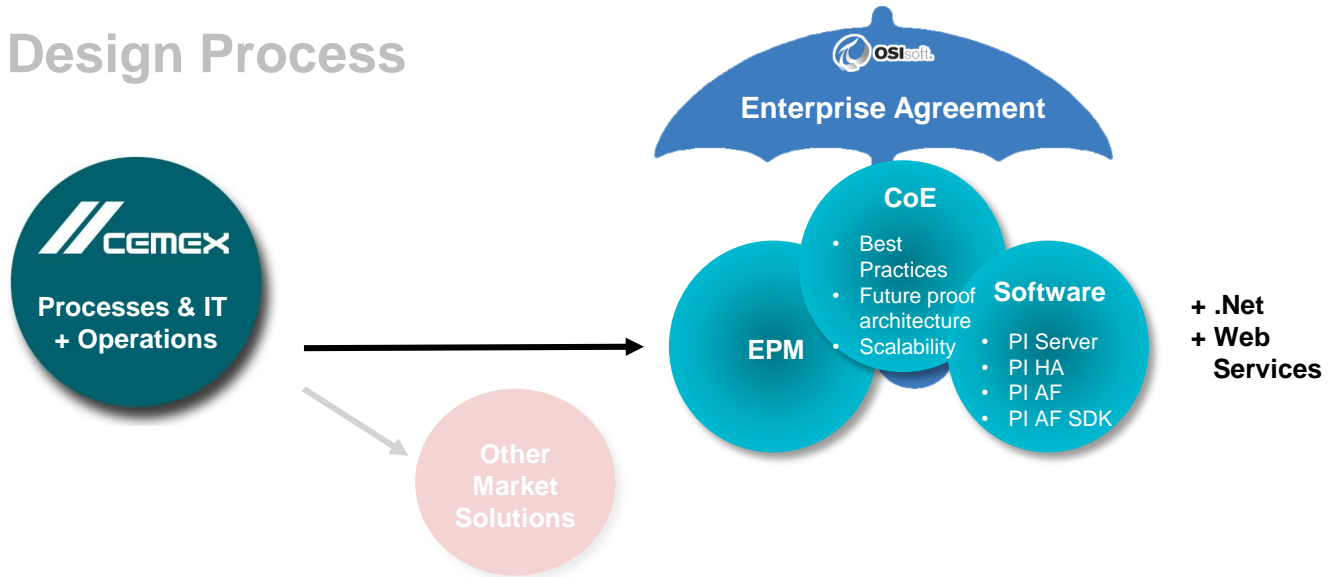 Design Process
OSIsoft.
Enterprise Agreement
CEMEX
Processes & IT
+ Operations
Other
Market
Solutions
EPM
CoE
• Best
Practices
• Future proof
architecture
• Scalability
Software
• PI Server
• PI HA
• PI AF
• PI AF SDK
+ .Net
+ Web
Services